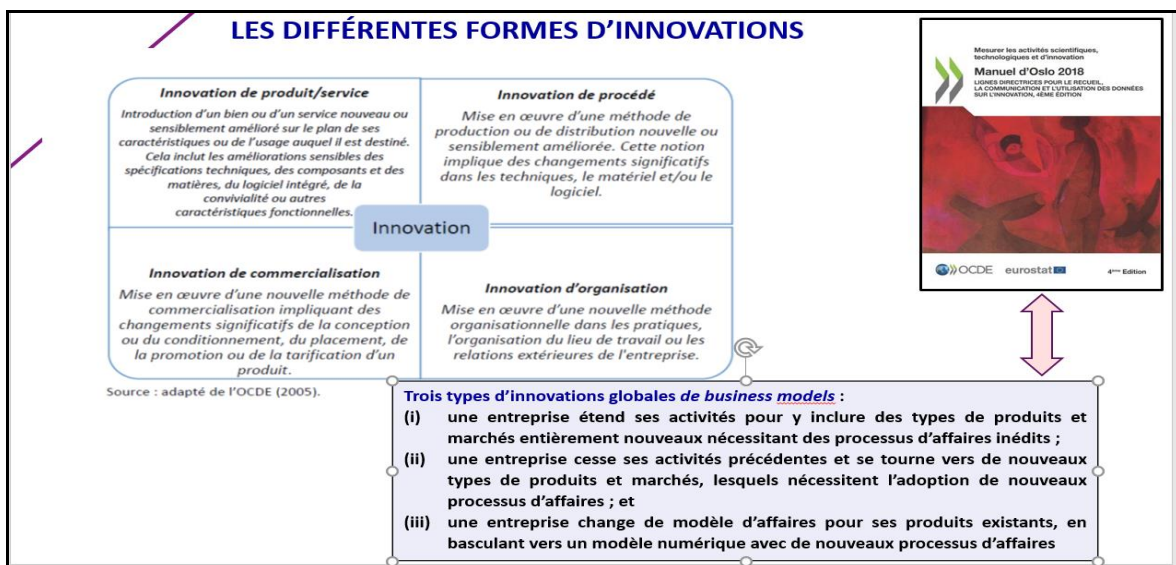 LES DIFFÉRENTES FORMES D’INNOVATIONS
Innovation de produit/service
Introduction d’un bien ou d’un service nouveau ou
sensiblement amélioré sur le plan de ses
caractéristiques ou de l’usage auquel il est destiné.
Cela inclut les améliorations sensibles des
spécifications techniques, des composants et des
matières, du logiciel intégré, de la
convivialité ou autres
caractéristiques fonctionnelles.
Innovation de procédé
Mise en œuvre d’une méthode de
production ou de distribution nouvelle ou
sensiblement améliorée. Cette notion
implique des changements significatifs
dans les techniques, le matériel et/ou le
logiciel.
Innovation
Innovation de commercialisation
Mise en œuvre d’une nouvelle méthode de
commercialisation impliquant des
changements significatifs de la conception
ou du conditionnement, du placement, de
la promotion ou de la tarification d’un
produit.
Innovation d’organisation
Mise en œuvre d’une nouvelle méthode
organisationnelle dans les pratiques,
l’organisation du lieu de travail ou les
relations extérieures de l'entreprise.
Source : adapté de l’OCDE (2005).
Mesurer les activités scientifiques,
technologiques et d’innovation
Manuel d’Oslo 2018
LIGNES DIRECTRICES POUR LE RECUEIL,
LA COMMUNICATION ET L’UTILISATION DES DONNÉES
SUR L’INNOVATION, 4ÈME ÉDITION
OCDE eurostat 4ème Edition
Trois types d’innovations globales de business models :
(i) une entreprise étend ses activités pour y inclure des types de produits et
marchés entièrement nouveaux nécessitant des processus d’affaires inédits ;
(ii) une entreprise cesse ses activités précédentes et se tourne vers de nouveaux
types de produits et marchés, lesquels nécessitent l’adoption de nouveaux
processus d’affaires ; et
(iii) une entreprise change de modèle d’affaires pour ses produits existants, en
basculant vers un modèle numérique avec de nouveaux processus d’affaires